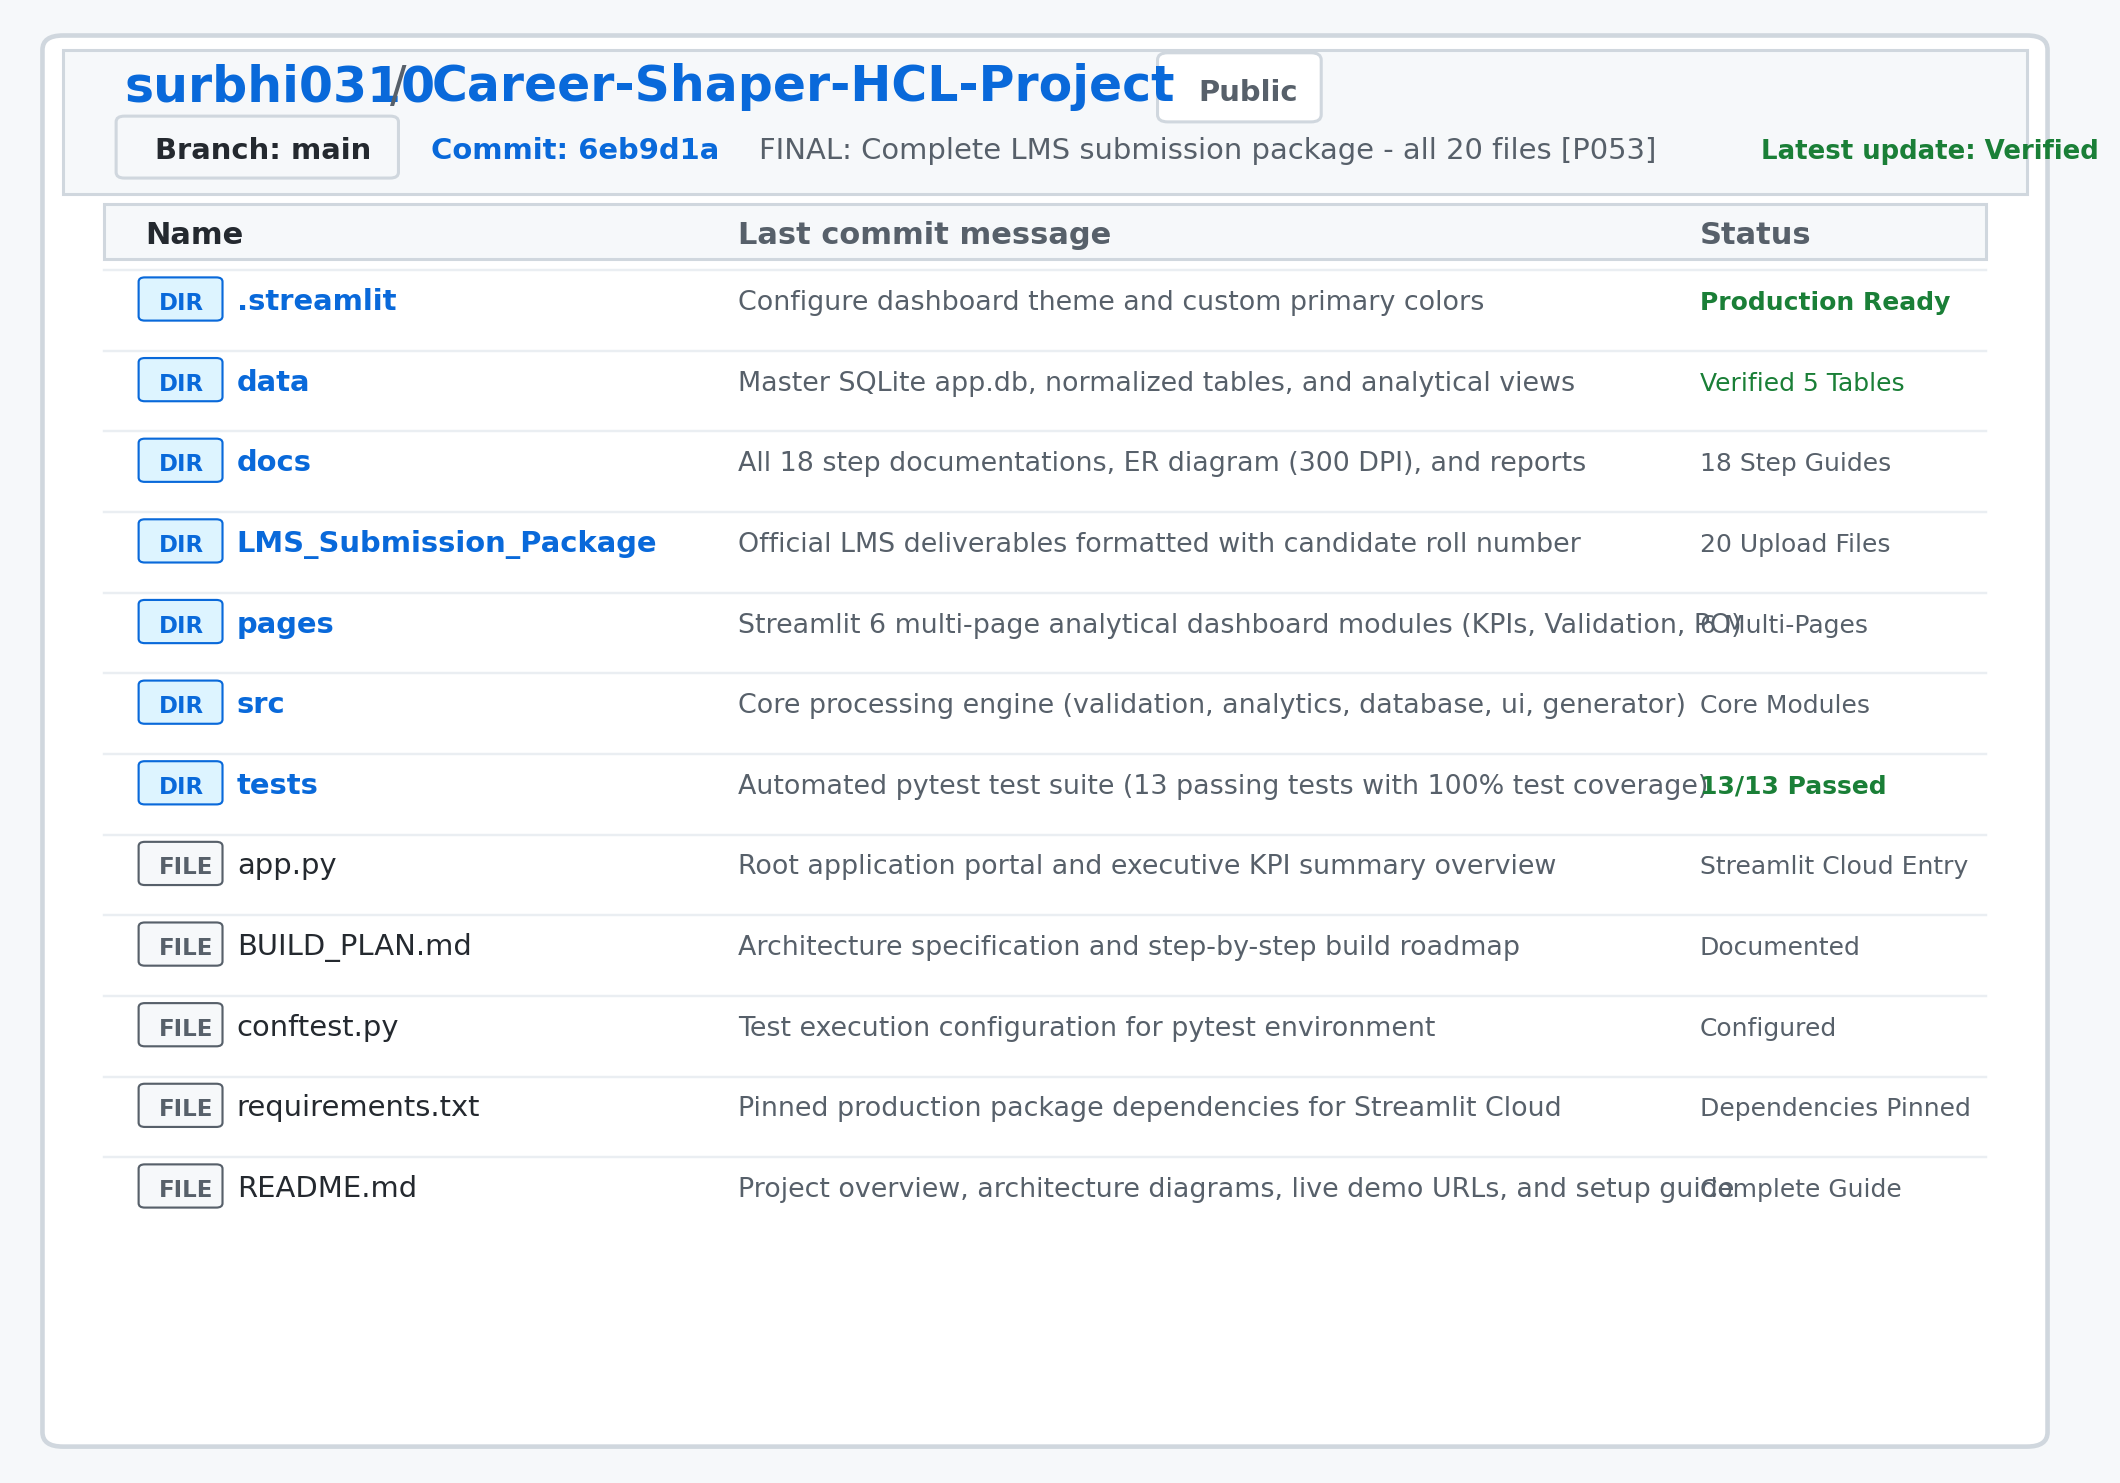 surbhi0310/Career-Shaper-HCL-Project Public
Branch: main Commit: 6eb9d1a FINAL: Complete LMS submission package - all 20 files [P053] Latest update: Verified
Name Last commit message Status
DIR .streamlit Configure dashboard theme and custom primary colors Production Ready
DIR data Master SQLite app.db, normalized tables, and analytical views Verified 5 Tables
DIR docs All 18 step documentations, ER diagram (300 DPI), and reports 18 Step Guides
DIR LMS_Submission_Package Official LMS deliverables formatted with candidate roll number 20 Upload Files
DIR pages Streamlit 6 multi-page analytical dashboard modules (KPIs, Validation, PO) 6 Multi-Pages
DIR src Core processing engine (validation, analytics, database, ui, generator) Core Modules
DIR tests Automated pytest test suite (13 passing tests with 100% test coverage) 13/13 Passed
FILE app.py Root application portal and executive KPI summary overview Streamlit Cloud Entry
FILE BUILD_PLAN.md Architecture specification and step-by-step build roadmap Documented
FILE conftest.py Test execution configuration for pytest environment Configured
FILE requirements.txt Pinned production package dependencies for Streamlit Cloud Dependencies Pinned
FILE README.md Project overview, architecture diagrams, live demo URLs, and setup guide Complete Guide